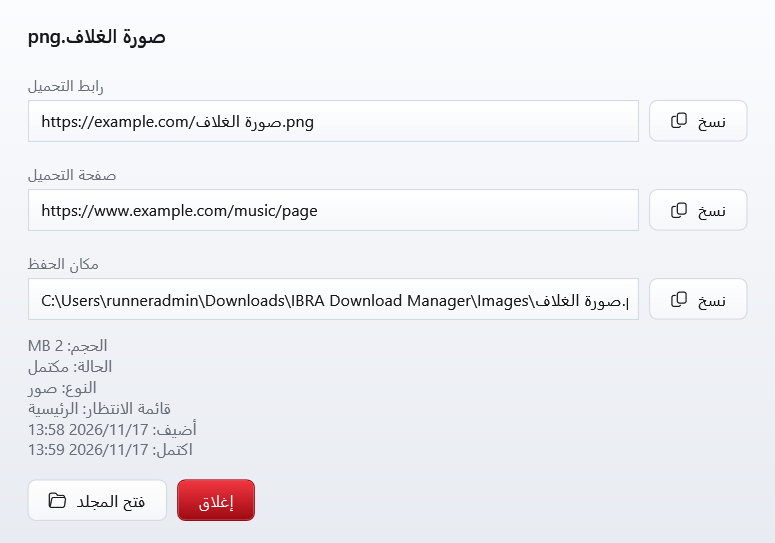 صورة الغلاف.png
رابط التحميل
https://example.com/صورة الغلاف.png
نسخ
صفحة التحميل
https://www.example.com/music/page
نسخ
مكان الحفظ
C:\Users\runneradmin\Downloads\IBRA Download Manager\Images\صورة الغلاف.
نسخ
الحجم: 2 MB
الحالة: مكتمل
النوع: صور
قائمة الانتظار: الرئيسية
أضيف: 2026/11/17 13:58
اكتمل: 2026/11/17 13:59
فتح المجلد
إغلاق